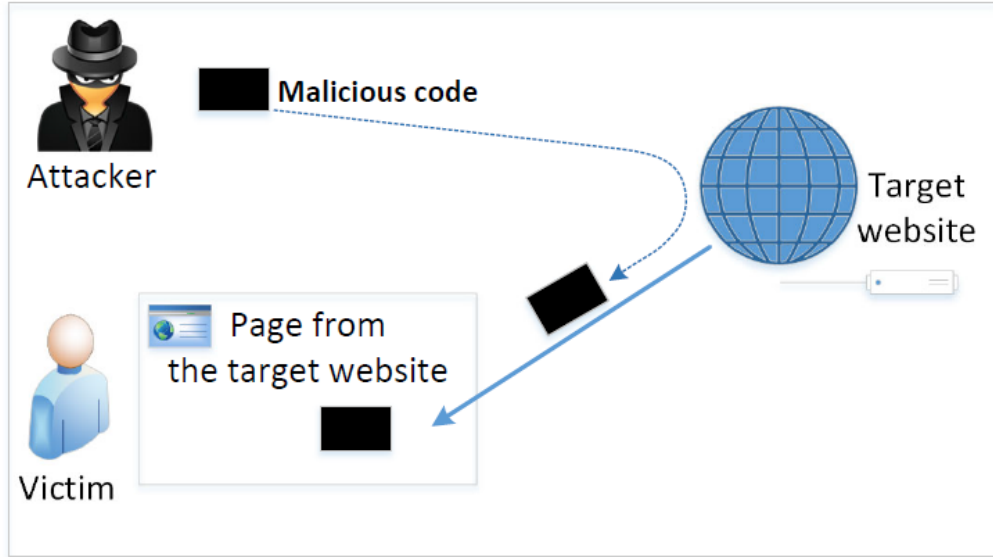 Malicious code
Attacker
Target
website
Page from
the target website
Victim